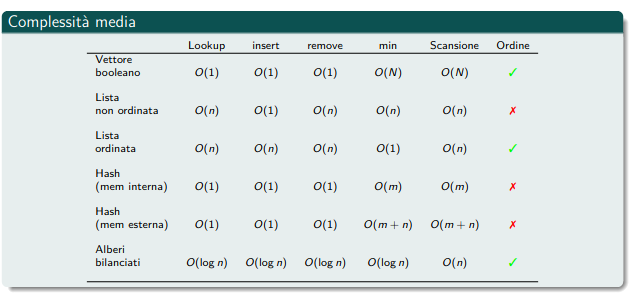 Complessità media
Lookup insert remove min Scansione Ordine
Vettore
booleano O(1) O(1) O(1) O(N) O(N) ✓
Lista
non ordinata O(n) O(1) O(n) O(n) O(n) ✗
Lista
ordinata O(n) O(n) O(n) O(1) O(n) ✓
Hash
(mem interna) O(1) O(1) O(1) O(m) O(m) ✗
Hash
(mem esterna) O(1) O(1) O(1) O(m + n) O(m + n) ✗
Alberi
bilanciati O(log n) O(log n) O(log n) O(log n) O(n) ✓